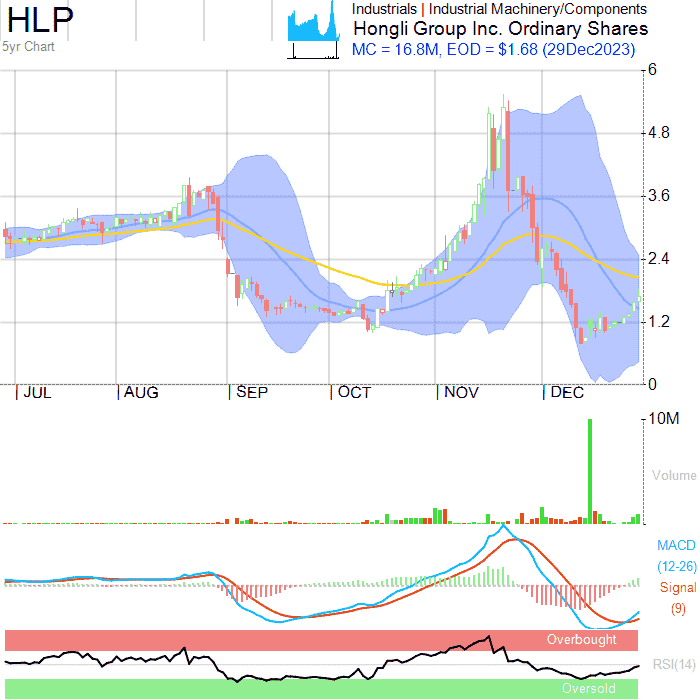 HLP
5yr Chart
Industrials | Industrial Machinery/Components
Hongli Group Inc. Ordinary Shares
MC = 16.8M, EOD = $1.68 (29Dec2023)
6
4.8
3.6
2.4
1.2
0
|JUL |AUG |SEP |OCT |NOV |DEC
10M
Volume
MACD
(12-26)
Signal
(9)
Overbought
RSI(14)
Oversold